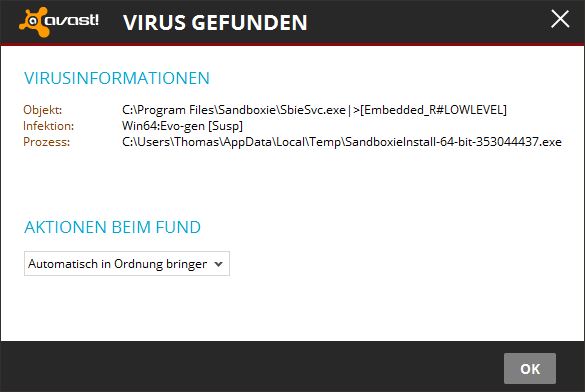 avast! VIRUS GEFUNDEN
VIRUSINFORMATIONEN
Objekt: C:\Program Files\Sandboxie\SbieSvc.exe|>[Embedded_R#LOWLEVEL]
Infektion: Win64:Evo-gen [Susp]
Prozess: C:\Users\Thomas\AppData\Local\Temp\SandboxieInstall-64-bit-353044437.exe
AKTIONEN BEIM FUND
Automatisch in Ordnung bringen
OK